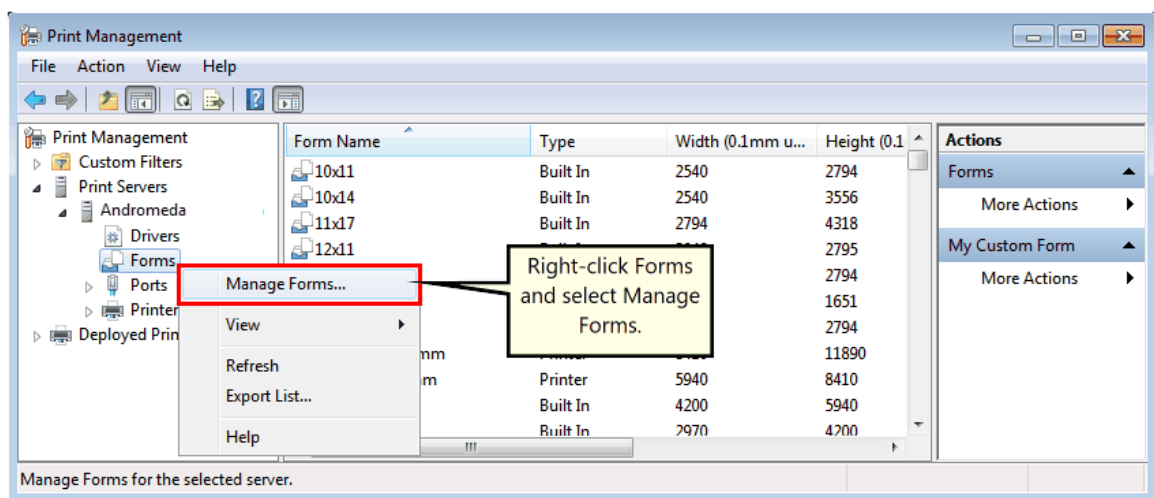 Print Management
File Action View Help
Print Management
Custom Filters
Print Servers
Andromeda
Drivers
Forms
Ports
Printer
Deployed Prin
Manage Forms...
View
Refresh
Export List...
Help
Form Name Type Width (0.1mm u... Height (0.1
10x11 Built In 2540 2794
10x14 Built In 2540 3556
11x17 Built In 2794 4318
12x11 2795
2794
1651
2794
mm 11890
m Printer 5940 8410
Built In 4200 5940
Built In 2970 4200
Right-click Forms
and select Manage
Forms.
Actions
Forms
More Actions
My Custom Form
More Actions
Manage Forms for the selected server.